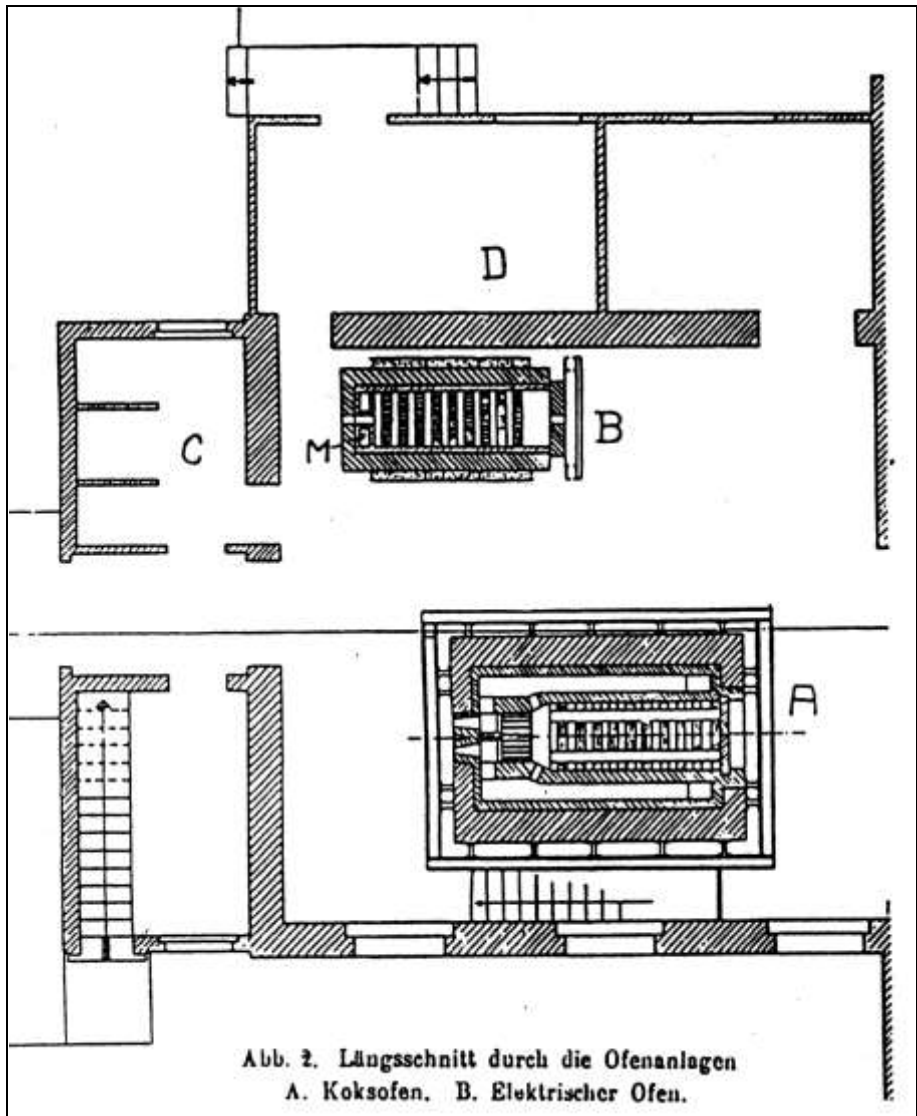 D
B
C
M
A
Abb. 2. Längsschnitt durch die Ofenanlagen
A. Koksofen. B. Elektrischer Ofen.